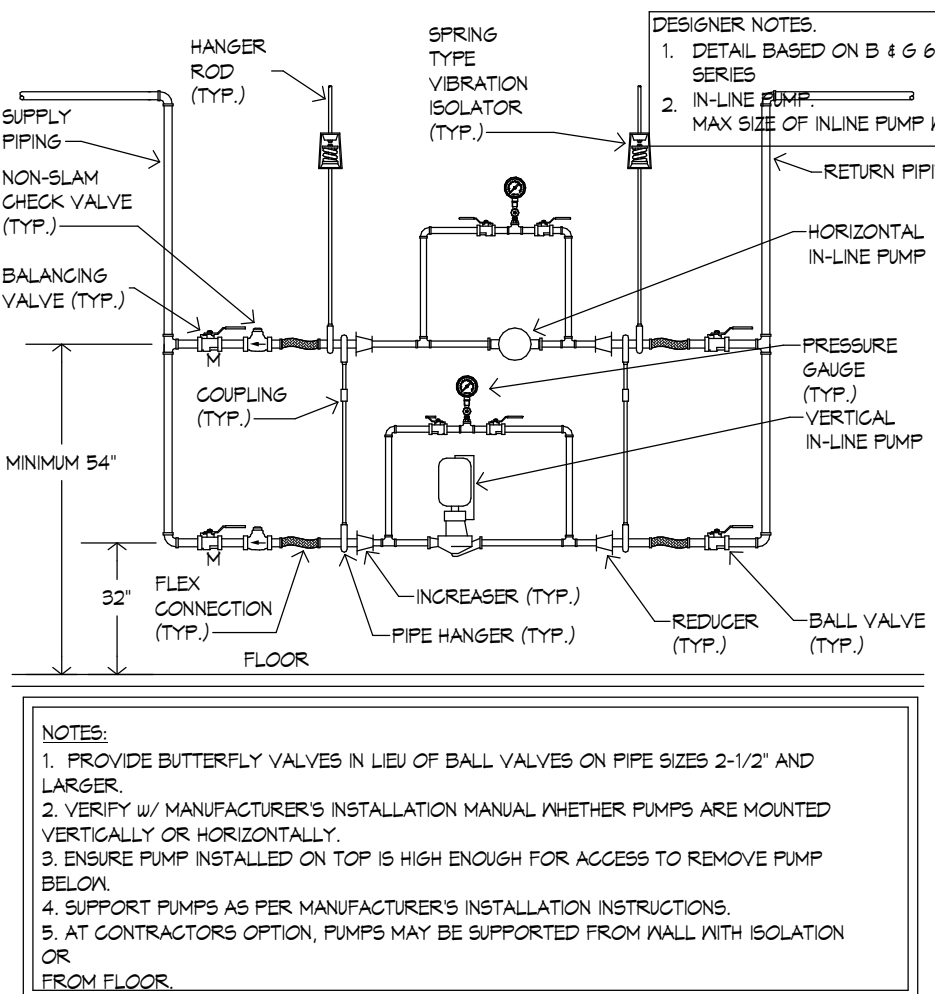 HANGER
ROD
(TYP.)
SPRING
TYPE
VIBRATION
ISOLATOR
(TYP.)
DESIGNER NOTES.
1. DETAIL BASED ON B & G 6
SERIES
2. IN-LINE PUMP.
MAX SIZE OF INLINE PUMP
SUPPLY
PIPING
NON-SLAM
CHECK VALVE
(TYP.)
BALANCING
VALVE (TYP.)
RETURN PIPI
HORIZONTAL
IN-LINE PUMP
M
COUPLING
(TYP.)
PRESSURE
GAUGE
(TYP.)
VERTICAL
IN-LINE PUMP
MINIMUM 54"
M
32"
FLEX
CONNECTION
(TYP.)
INCREASER (TYP.)
PIPE HANGER (TYP.)
REDUCER
(TYP.)
BALL VALVE
(TYP.)
FLOOR
NOTES:
1. PROVIDE BUTTERFLY VALVES IN LIEU OF BALL VALVES ON PIPE SIZES 2-1/2" AND
LARGER.
2. VERIFY W/ MANUFACTURER'S INSTALLATION MANUAL WHETHER PUMPS ARE MOUNTED
VERTICALLY OR HORIZONTALLY.
3. ENSURE PUMP INSTALLED ON TOP IS HIGH ENOUGH FOR ACCESS TO REMOVE PUMP
BELOW.
4. SUPPORT PUMPS AS PER MANUFACTURER'S INSTALLATION INSTRUCTIONS.
5. AT CONTRACTORS OPTION, PUMPS MAY BE SUPPORTED FROM WALL WITH ISOLATION
OR
FROM FLOOR.